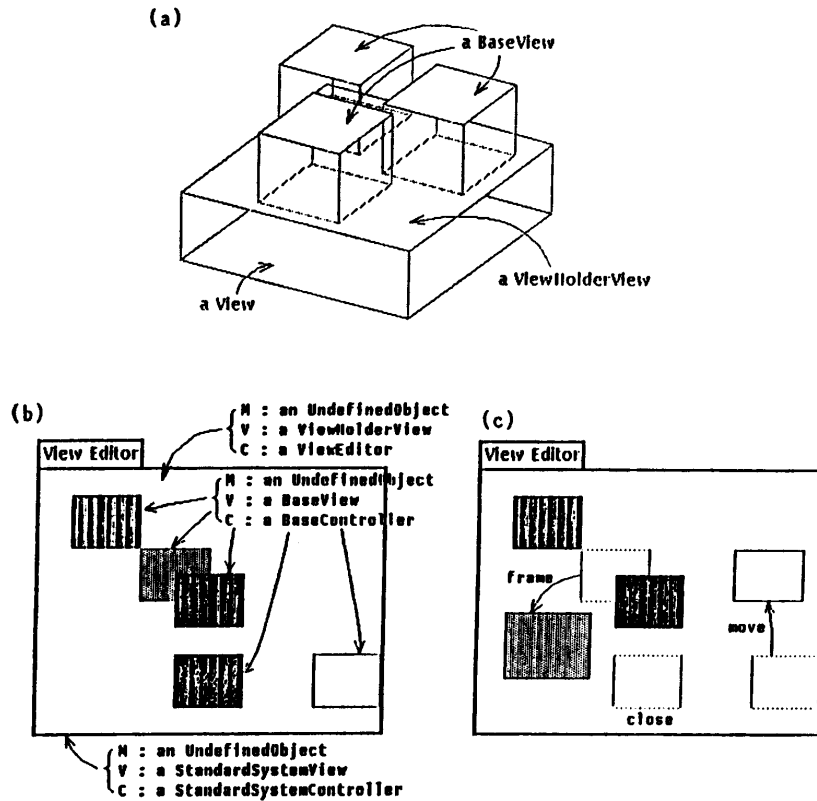 (a)
a BaseView
a ViewHolderView
a View
(b)
M : an UndefinedObject
V : a ViewHolderView
C : a ViewEditor
View Editor
M : an UndefinedObject
V : a BaseView
C : a BaseController
M : an UndefinedObject
V : a StandardSystemView
C : a StandardSystemController
(c)
View Editor
frame
move
close